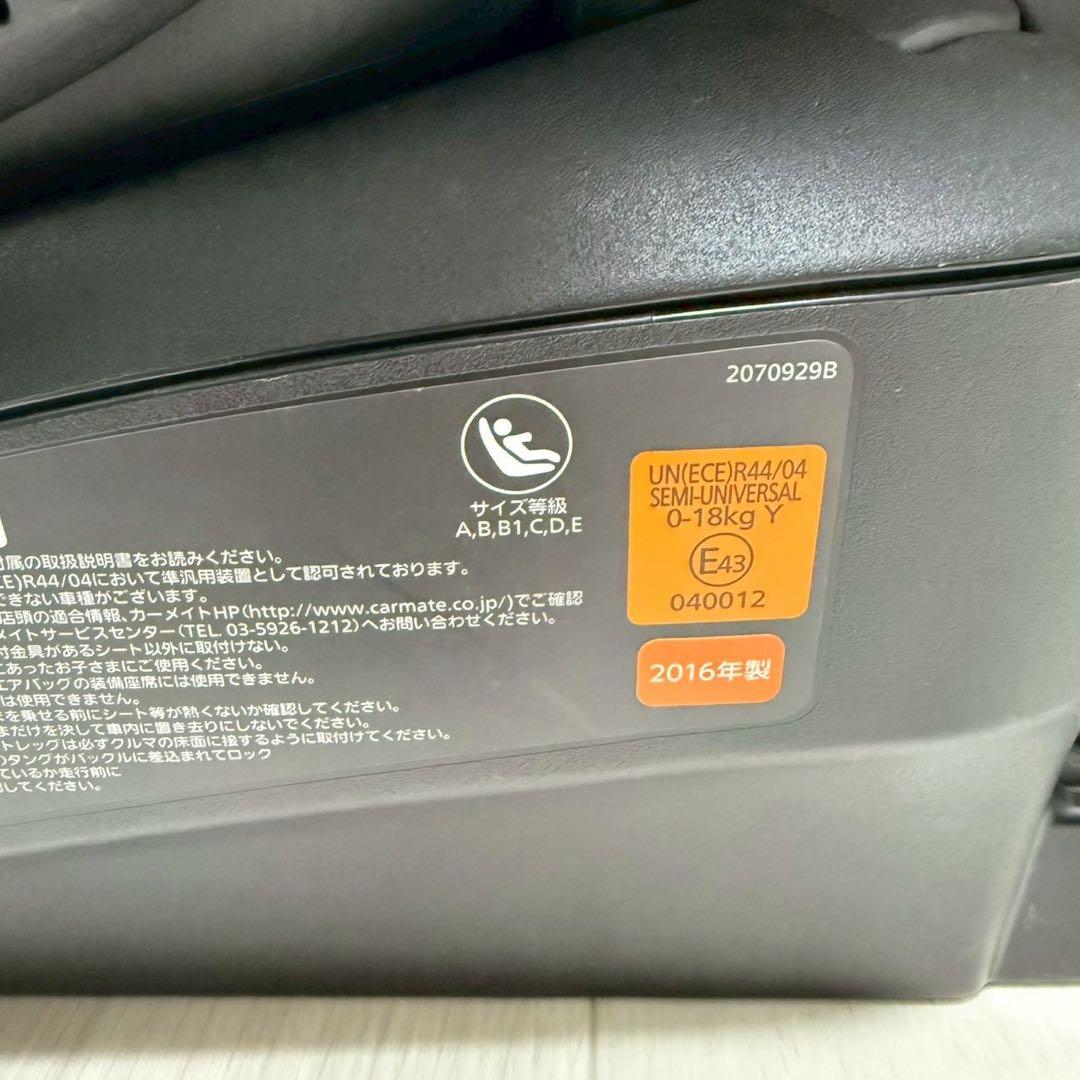 2070929B
サイズ等級
A,B,B1,C,D,E
UN(ECE)R44/04
SEMI-UNIVERSAL
0-18kg Y
E43
040012
2016年製
付属の取扱説明書をお読みください。
CE)R44/04において準汎用装置として認可されております。
できない車種がございます。
店頭の適合情報、カーメイトHP(http://www.carmate.co.jp/)でご確認
メイトサービスセンター(TEL. 03-5926-1212)へお問い合わせください。
付金具があるシート以外に取付けない。
にあったお子さまにご使用ください。
エアバッグの装備座席には使用できません。
は使用できません。
まを乗せる前にシート等が熱くないか確認してください。
まだけを決して車内に置き去りにしないでください。
トレッグは必ずクルマの床面に接するように取付けてください。
のタングがバックルに差込まれてロック
ているか走行前に
してください。